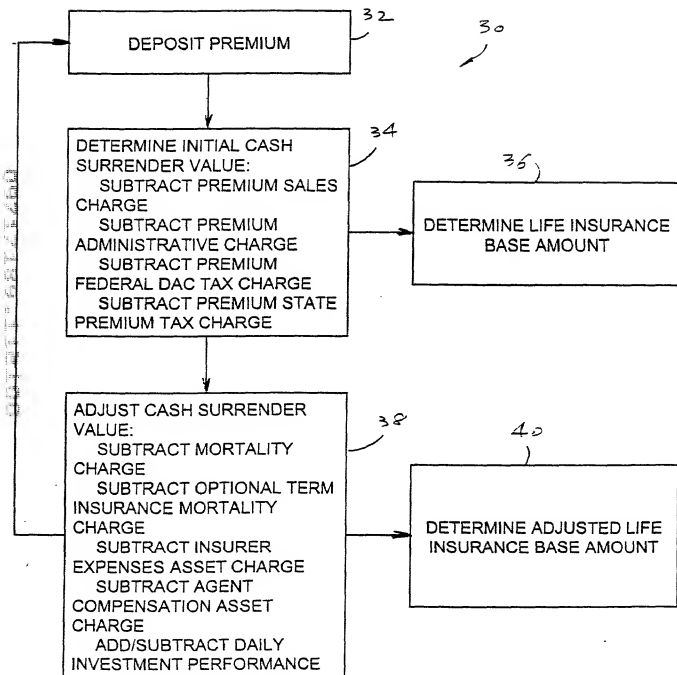 32
30
DEPOSIT PREMIUM
34
DETERMINE INITIAL CASH
SURRENDER VALUE:
SUBTRACT PREMIUM SALES
CHARGE
SUBTRACT PREMIUM
ADMINISTRATIVE CHARGE
SUBTRACT PREMIUM
FEDERAL DAC TAX CHARGE
SUBTRACT PREMIUM STATE
PREMIUM TAX CHARGE
36
DETERMINE LIFE INSURANCE
BASE AMOUNT
38
ADJUST CASH SURRENDER
VALUE:
SUBTRACT MORTALITY
CHARGE
SUBTRACT OPTIONAL TERM
INSURANCE MORTALITY
CHARGE
SUBTRACT INSURER
EXPENSES ASSET CHARGE
SUBTRACT AGENT
COMPENSATION ASSET
CHARGE
ADD/SUBTRACT DAILY
INVESTMENT PERFORMANCE
40
DETERMINE ADJUSTED LIFE
INSURANCE BASE AMOUNT